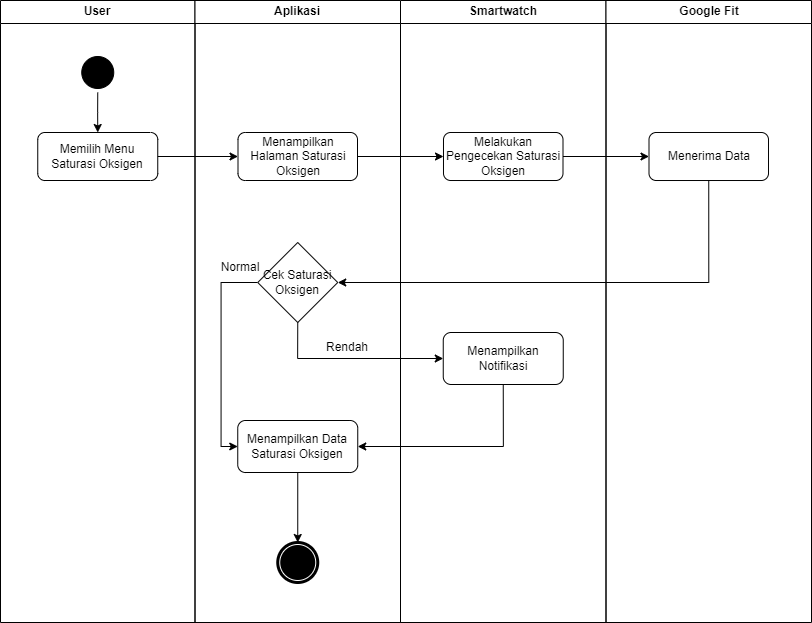 User
Aplikasi
Smartwatch
Google Fit
Memilih Menu
Saturasi Oksigen
Menampilkan
Halaman Saturasi
Oksigen
Melakukan
Pengecekan Saturasi
Oksigen
Menerima Data
Normal
Cek Saturasi
Oksigen
Rendah
Menampilkan
Notifikasi
Menampilkan Data
Saturasi Oksigen